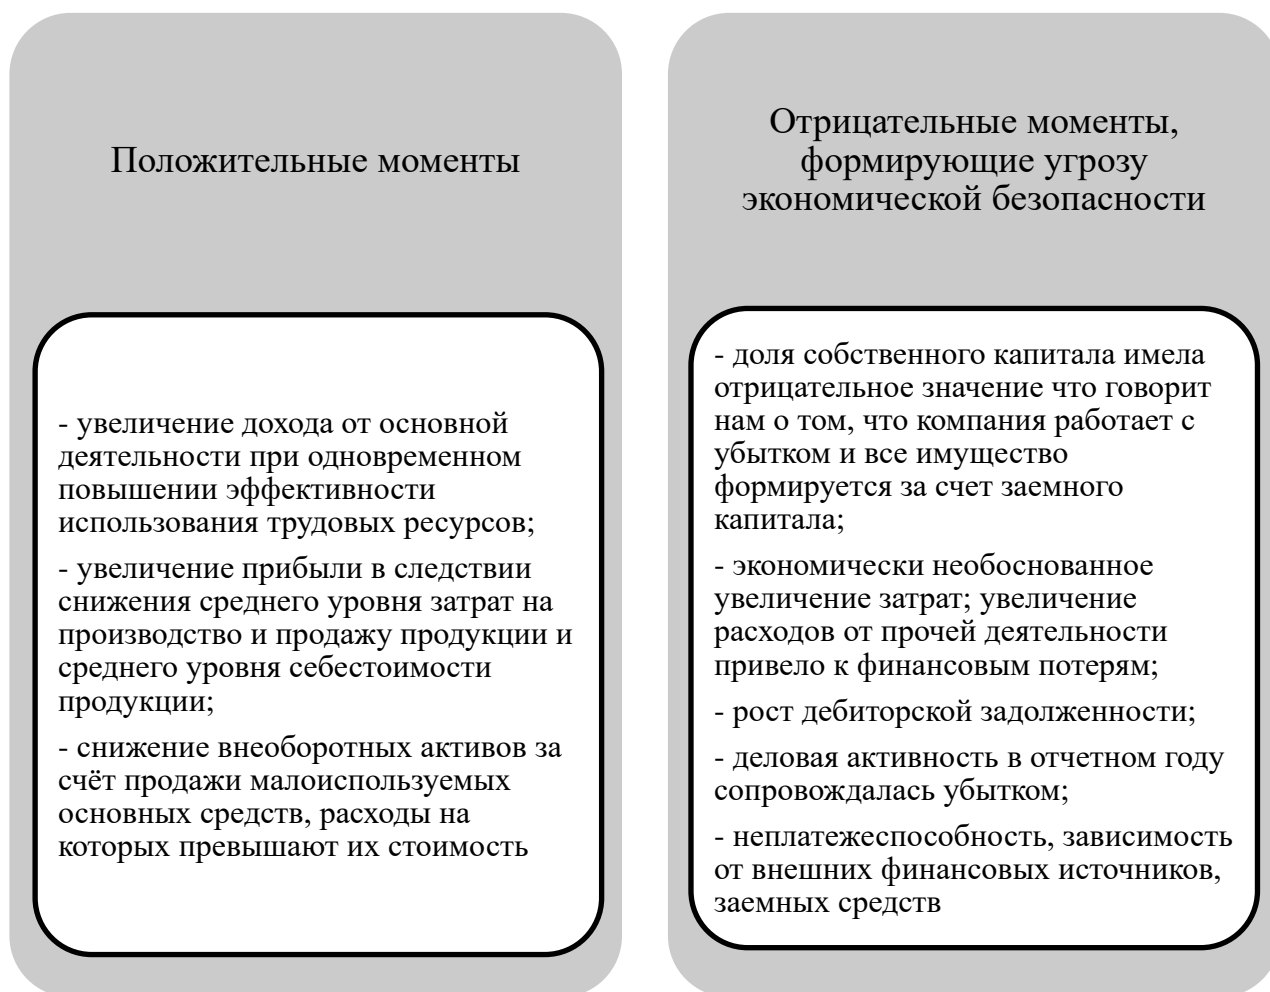 Положительные моменты
- увеличение дохода от основной
деятельности при одновременном
повышении эффективности
использования трудовых ресурсов;
- увеличение прибыли в следствии
снижения среднего уровня затрат на
производство и продажу продукции и
среднего уровня себестоимости
продукции;
- снижение внеоборотных активов за
счёт продажи малоиспользуемых
основных средств, расходы на
которых превышают их стоимость
Отрицательные моменты,
формирующие угрозу
экономической безопасности
- доля собственного капитала имела
отрицательное значение что говорит
нам о том, что компания работает с
убытком и все имущество
формируется за счет заемного
капитала;
- экономически необоснованное
увеличение затрат; увеличение
расходов от прочей деятельности
привело к финансовым потерям;
- рост дебиторской задолженности;
- деловая активность в отчетном году
сопровождалась убытком;
- неплатежеспособность, зависимость
от внешних финансовых источников,
заемных средств